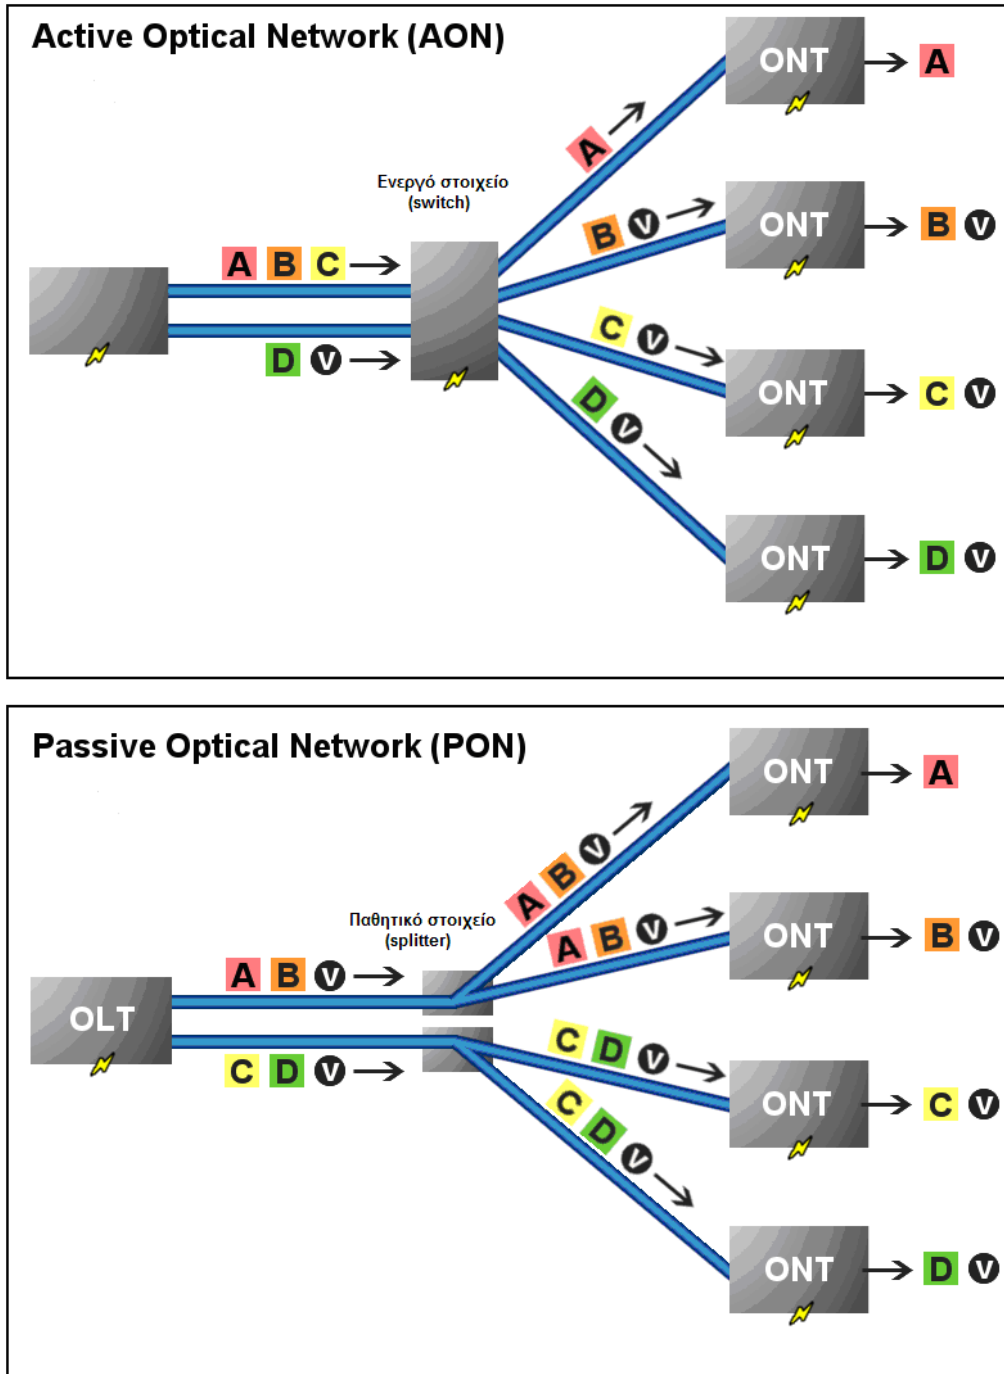 Active Optical Network (AON)
ONT
A
A
Ενεργό στοιχείο
(switch)
B v
ONT
B v
A B C
C v
D v
ONT
C v
D v
ONT
D v
Passive Optical Network (PON)
ONT
A
A B v
Παθητικό στοιχείο
(splitter)
A B v
ONT
B v
A B v
OLT
C D v
C D v
ONT
C v
C D v
ONT
D v